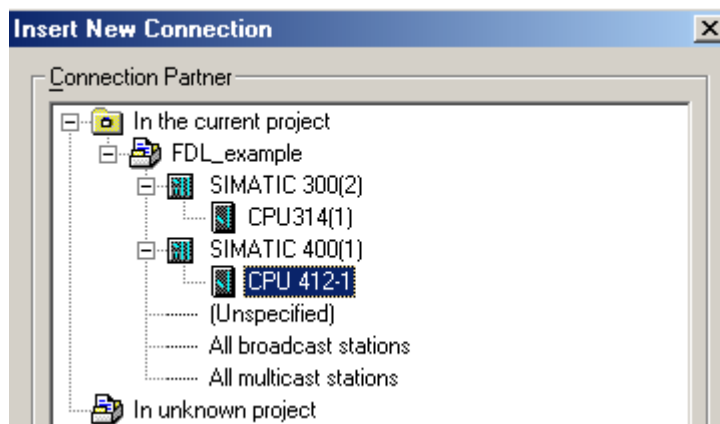 Insert New Connection
Connection Partner
In the current project
FDL_example
SIMATIC 300(2)
CPU314(1)
SIMATIC 400(1)
CPU 412-1
(Unspecified)
All broadcast stations
All multicast stations
In unknown project